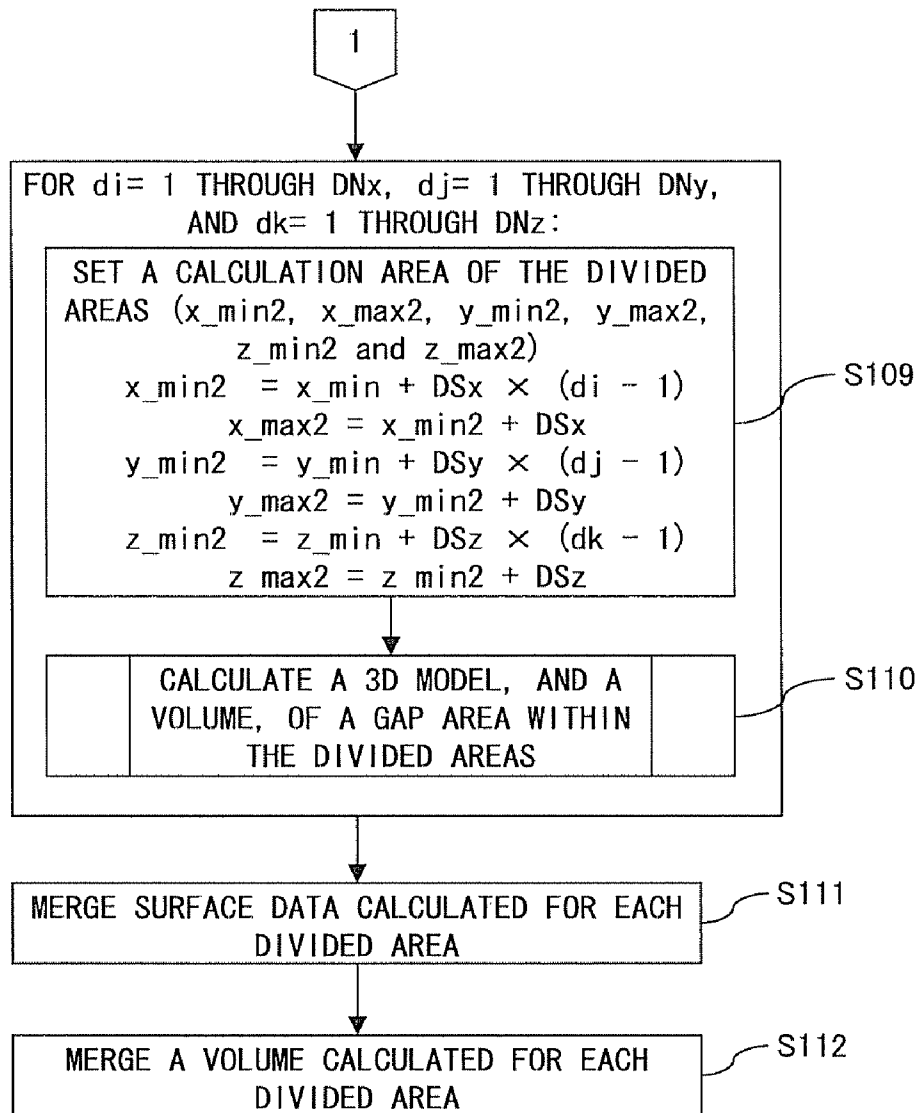 1
FOR di= 1 THROUGH DNx, dj= 1 THROUGH DNy,
AND dk= 1 THROUGH DNz:
SET A CALCULATION AREA OF THE DIVIDED
AREAS (x_min2, x_max2, y_min2, y_max2,
z_min2 and z_max2)
x_min2 = x_min + DSx × (di - 1)
x_max2 = x_min2 + DSx
y_min2 = y_min + DSy × (dj - 1)
y_max2 = y_min2 + DSy
z_min2 = z_min + DSz × (dk - 1)
z max2 = z min2 + DSz
S109
CALCULATE A 3D MODEL, AND A
VOLUME, OF A GAP AREA WITHIN
THE DIVIDED AREAS
S110
MERGE SURFACE DATA CALCULATED FOR EACH
DIVIDED AREA
S111
MERGE A VOLUME CALCULATED FOR EACH
DIVIDED AREA
S112